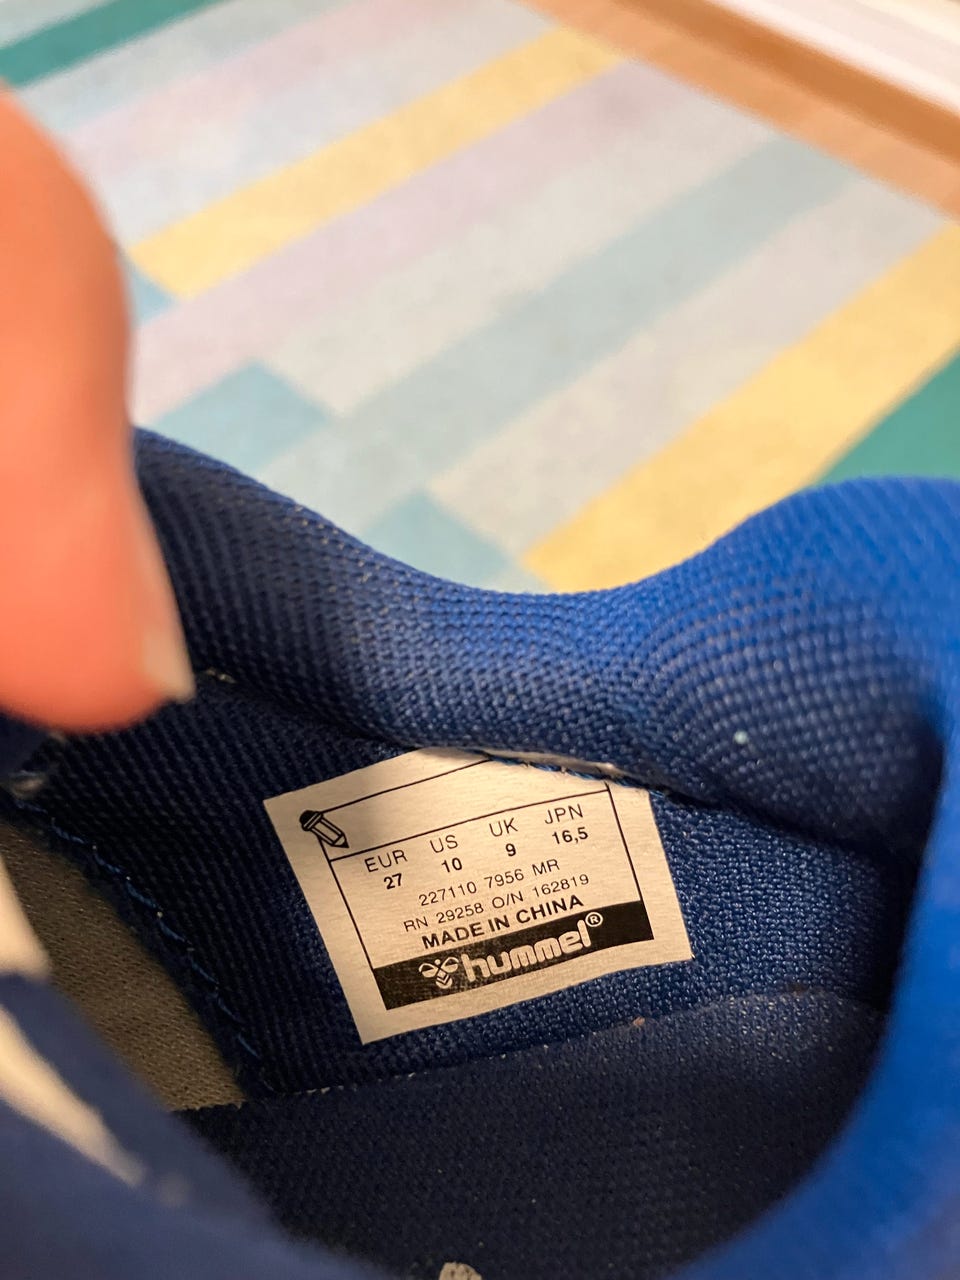 EUR US UK JPN
27 10 9 16,5
227110 7956 MR
RN 29258 O/N 162819
MADE IN CHINA
hummel®